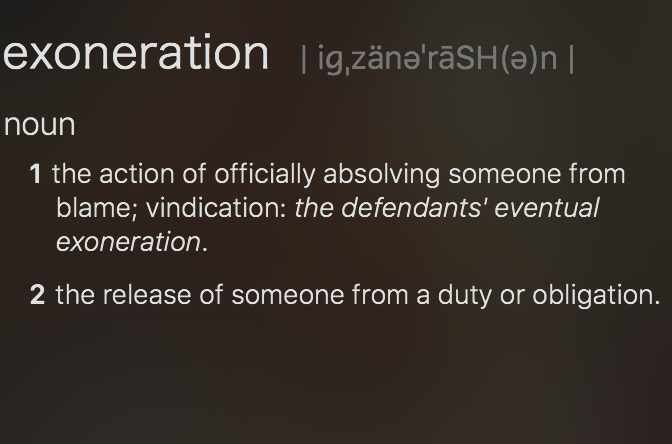 exoneration | igˌzänəˈrāSH(ə)n |
noun
1 the action of officially absolving someone from
blame; vindication: the defendants' eventual
exoneration.
2 the release of someone from a duty or obligation.